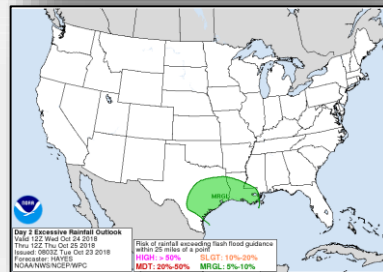 MRGL
NOAA
Day 2 Excessive Rainfall Outlook
Valid 12Z Wed Oct 24 2018
Thru 12Z Thu Oct 25 2018
Issued: 0803Z Tue Oct 23 2018
Forecaster: HAYES
NOAA/NWS/NCEP/WPC
Risk of rainfall exceeding flash flood guidance
within 25 miles of a point
HIGH: > 50% SLGT: 10%-20%
MDT: 20%-50% MRGL: 5%-10%